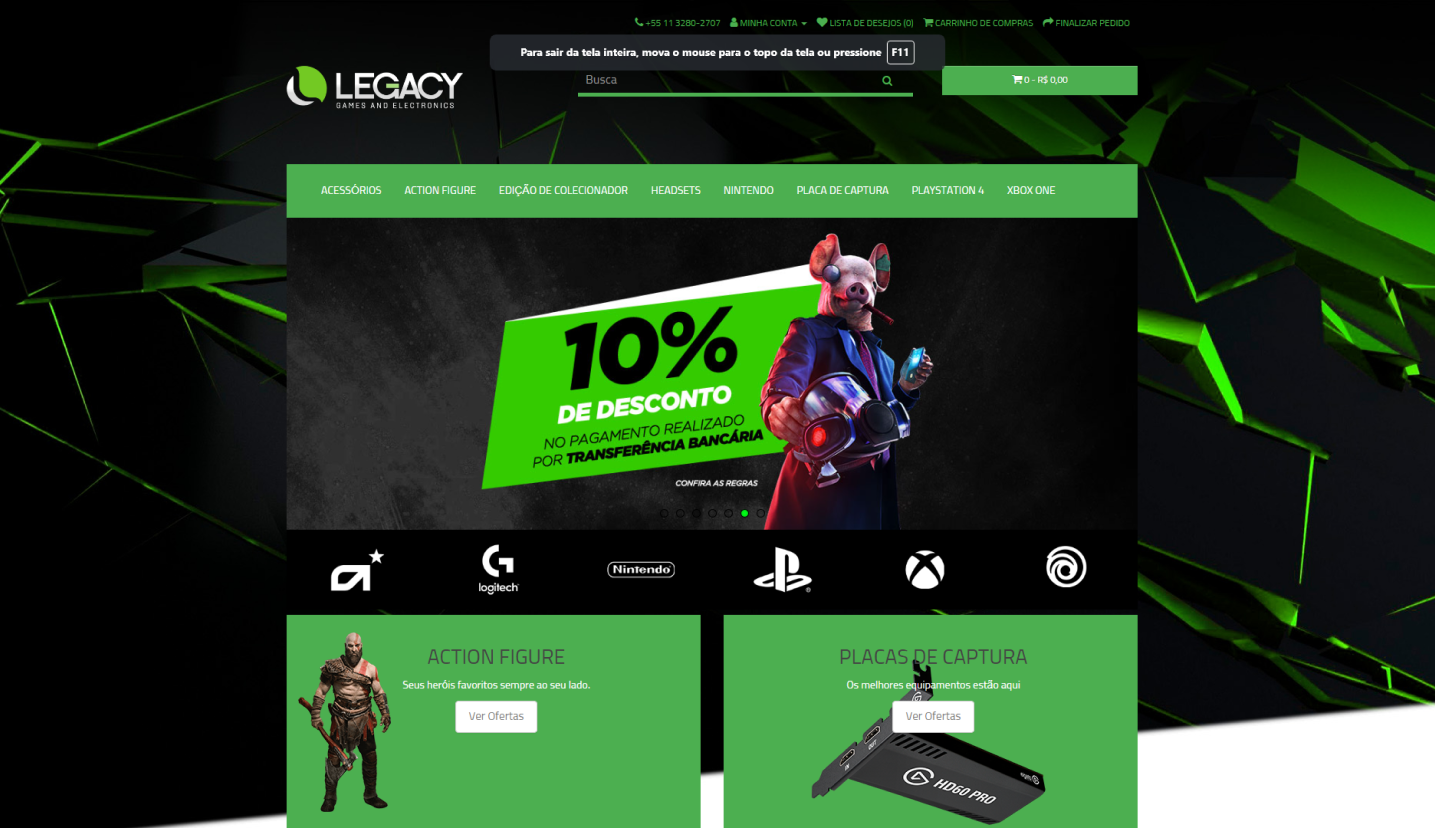 +55 11 3280-2707 MINHA CONTA LISTA DE DESEJOS (0) CARRINHO DE COMPRAS FINALIZAR PEDIDO
Para sair da tela inteira, mova o mouse para o topo da tela ou pressione F11
LEGACY
GAMES AND ELECTRONICS
Busca
0 - R$ 0,00
ACESSÓRIOS ACTION FIGURE EDIÇÃO DE COLECIONADOR HEADSETS NINTENDO PLACA DE CAPTURA PLAYSTATION 4 XBOX ONE
10%
DE DESCONTO
NO PAGAMENTO REALIZADO
POR TRANSFERÊNCIA BANCÁRIA
CONFIRA AS REGRAS
logitech
Nintendo
ACTION FIGURE
Seus heróis favoritos sempre ao seu lado.
Ver Ofertas
PLACAS DE CAPTURA
Os melhores equipamentos estão aqui
Ver Ofertas
IN
OUT
HD60 PRO
elgato